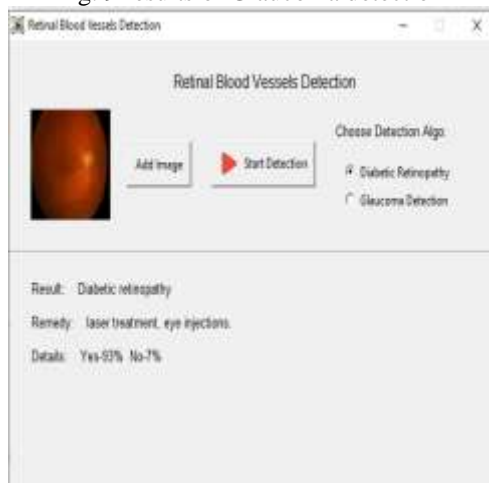 Retinal Blood Vessels Detection
Retinal Blood Vessels Detection
Choose Detection Algo:
Add Image
Start Detection
Diabetic Retinopathy
Glaucoma Detection
Result: Diabetic retinopathy
Remedy: laser treatment, eye injections.
Details: Yes-93% No-7%